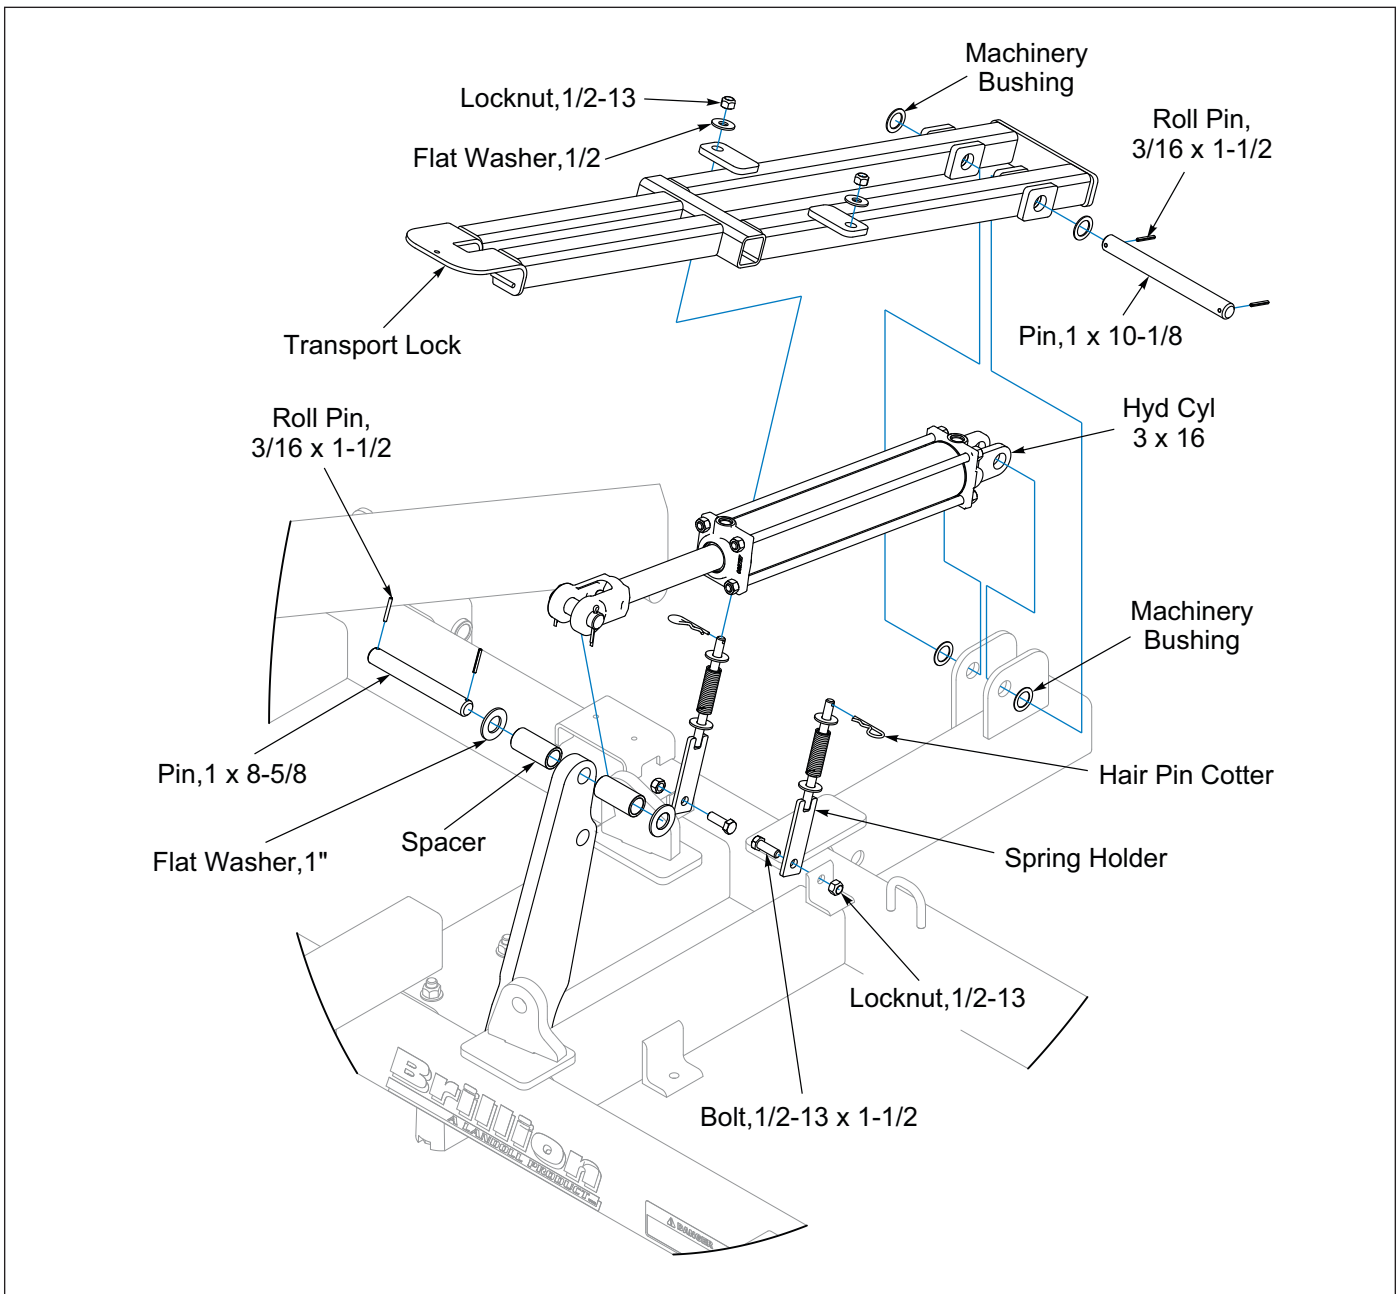 Machinery
Bushing
Locknut,1/2-13
Roll Pin,
3/16 x 1-1/2
Flat Washer,1/2
Transport Lock
Pin,1 x 10-1/8
Hyd Cyl
3 x 16
Roll Pin,
3/16 x 1-1/2
Machinery
Bushing
Pin,1 x 8-5/8
Hair Pin Cotter
Spacer
Flat Washer,1"
Spring Holder
Locknut,1/2-13
Bolt,1/2-13 x 1-1/2
Brillion
A LANDOLL PRODUCT
DANGER